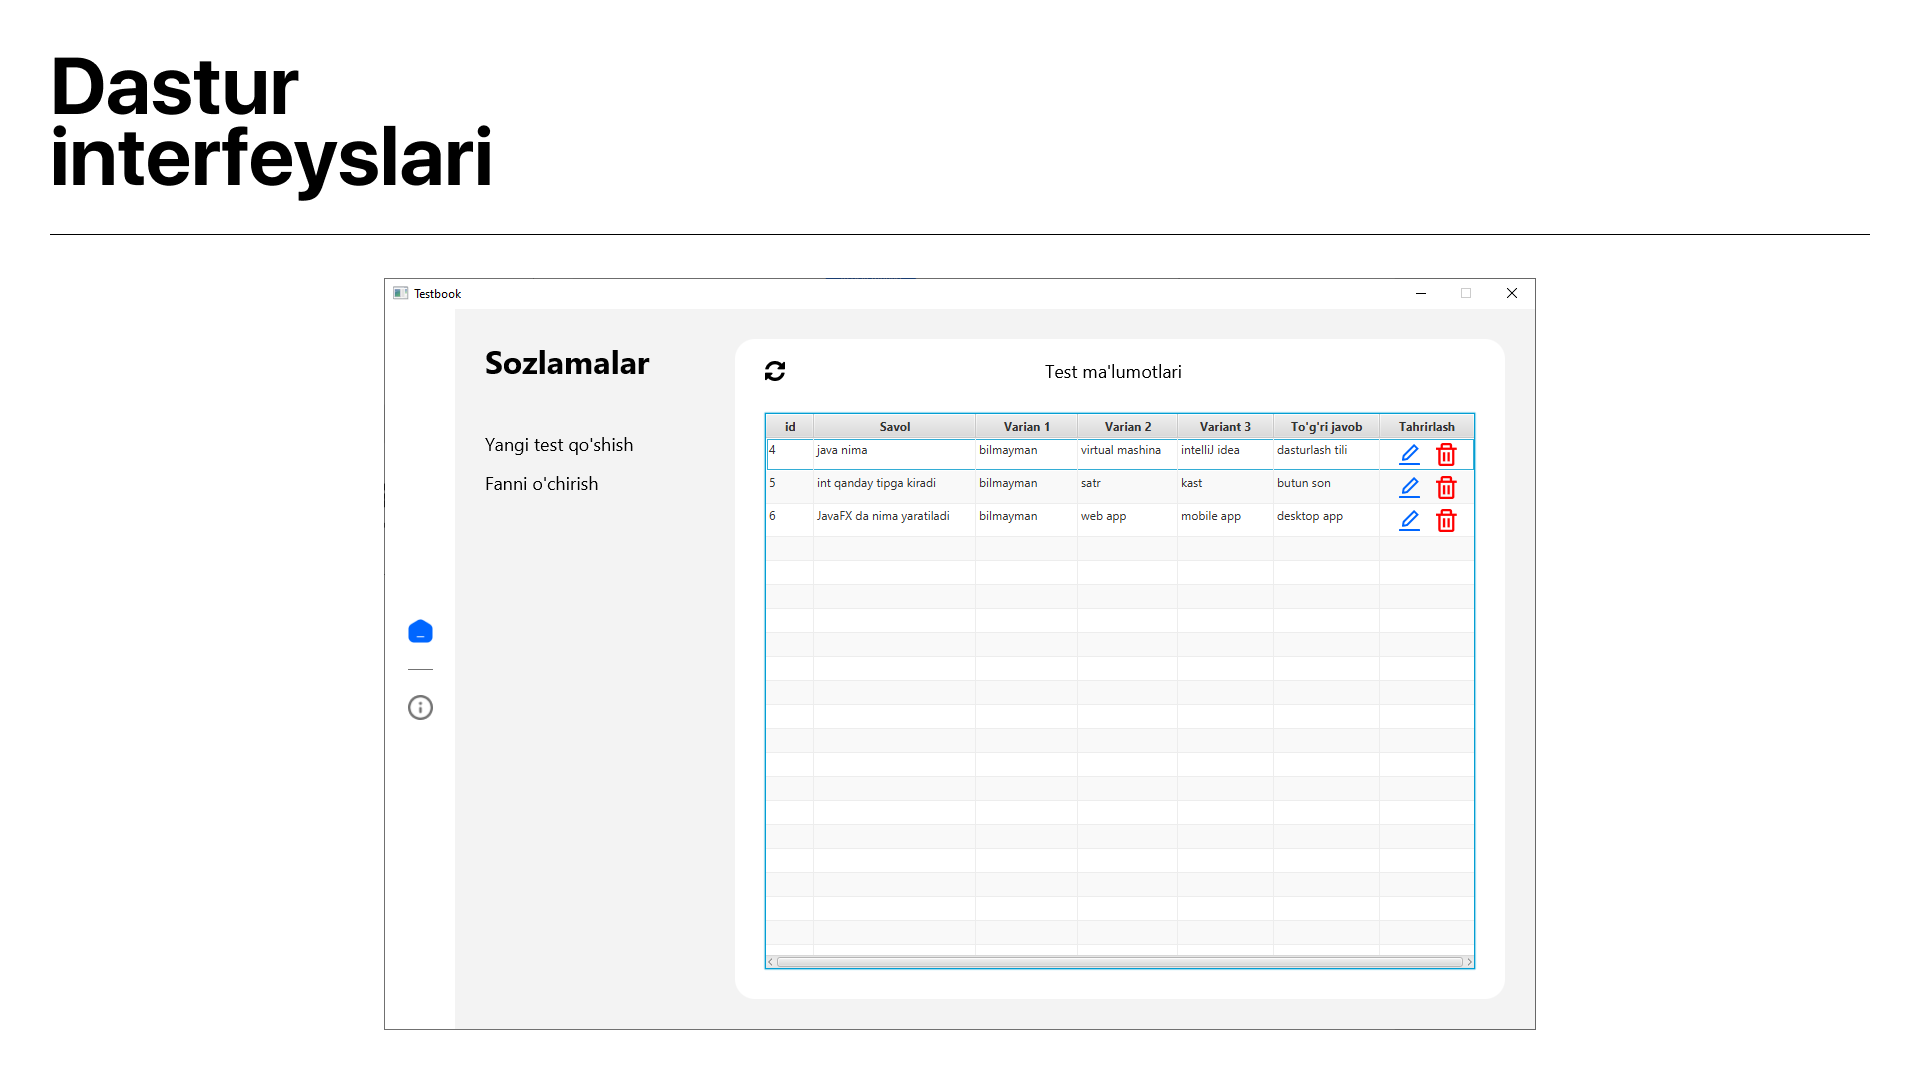 Dastur
interfeyslari
Testbook
Sozlamalar
Yangi test qo'shish
Fanni o'chirish
Test ma'lumotlari
id Savol Varian 1 Varian 2 Variant 3 To'g'ri javob Tahrirlash
4 java nima bilmayman virtual mashina intelliJ idea dasturlash tili
5 int qanday tipga kiradi bilmayman satr kast butun son
6 JavaFX da nima yaratiladi bilmayman web app mobile app desktop app